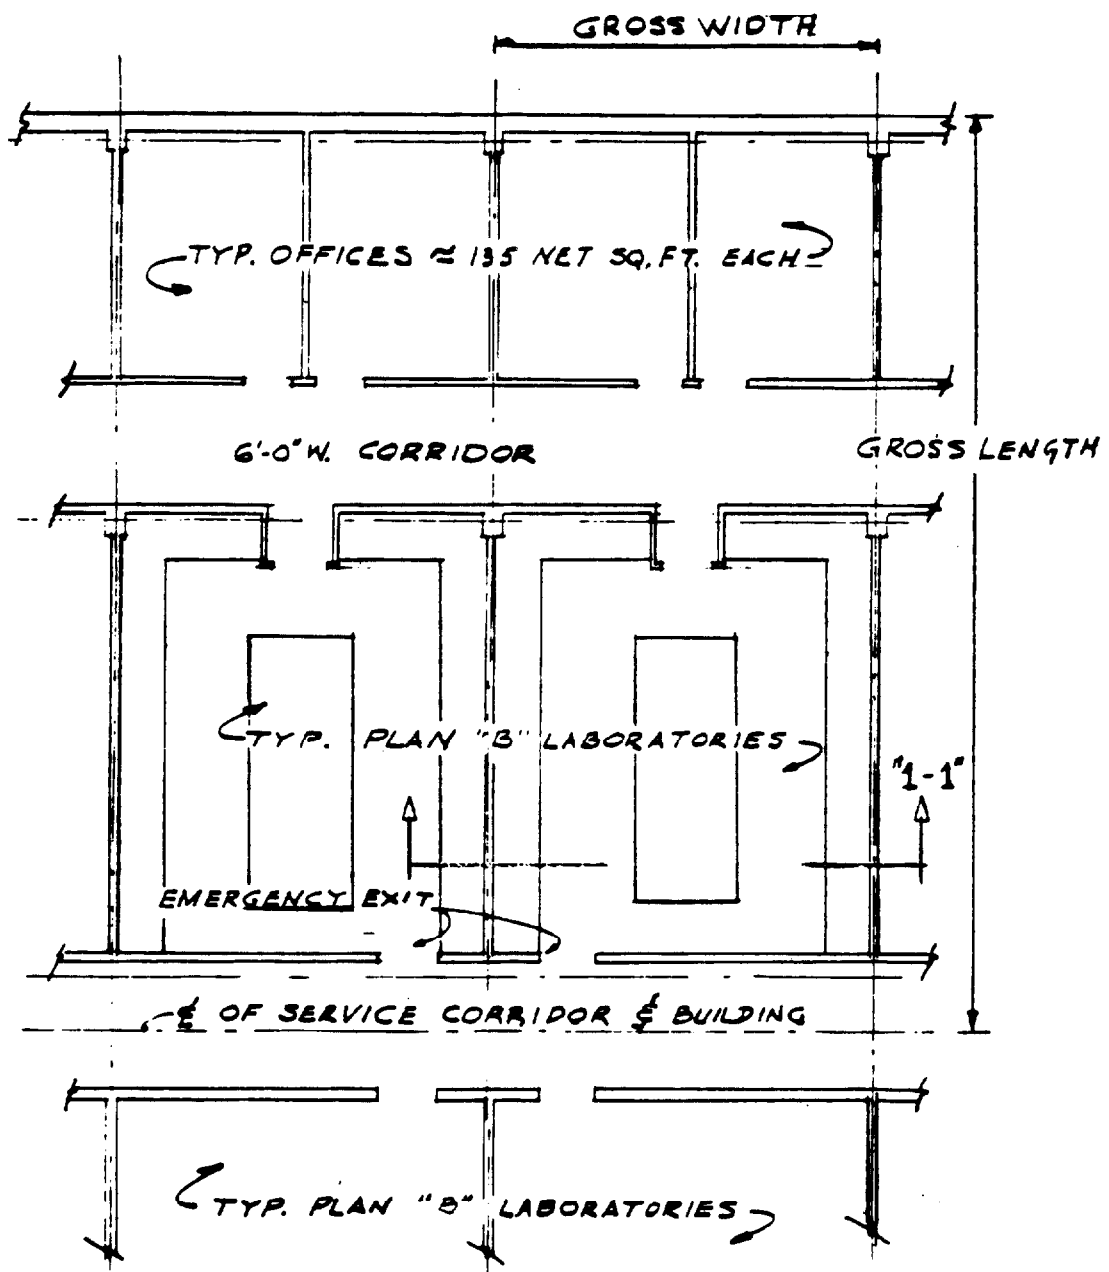 GROSS WIDTH
TYP. OFFICES ≈ 135 NET SQ. FT. EACH
6'-0" W. CORRIDOR
GROSS LENGTH
TYP. PLAN "B" LABORATORIES
"1-1"
EMERGENCY EXIT
℄ OF SERVICE CORRIDOR & BUILDING
TYP. PLAN "B" LABORATORIES